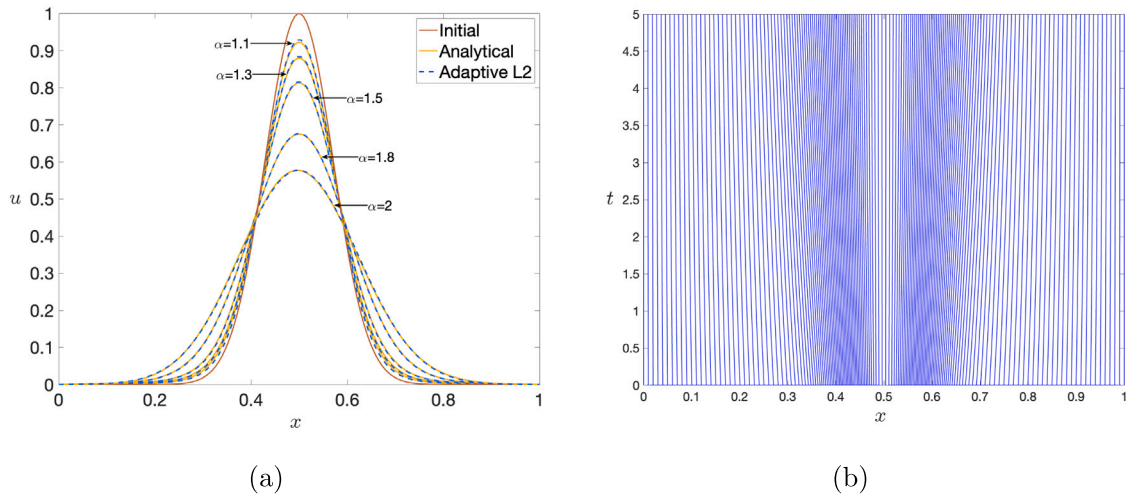 1
0.9
0.8
0.7
0.6
0.5
0.4
0.3
0.2
0.1
0
u
0 0.2 0.4 0.6 0.8 1
x
α=1.1
α=1.3
α=1.5
α=1.8
α=2
Initial
Analytical
Adaptive L2
(a)
5
4.5
4
3.5
3
2.5
2
1.5
1
0.5
0
t
0 0.1 0.2 0.3 0.4 0.5 0.6 0.7 0.8 0.9 1
x
(b)